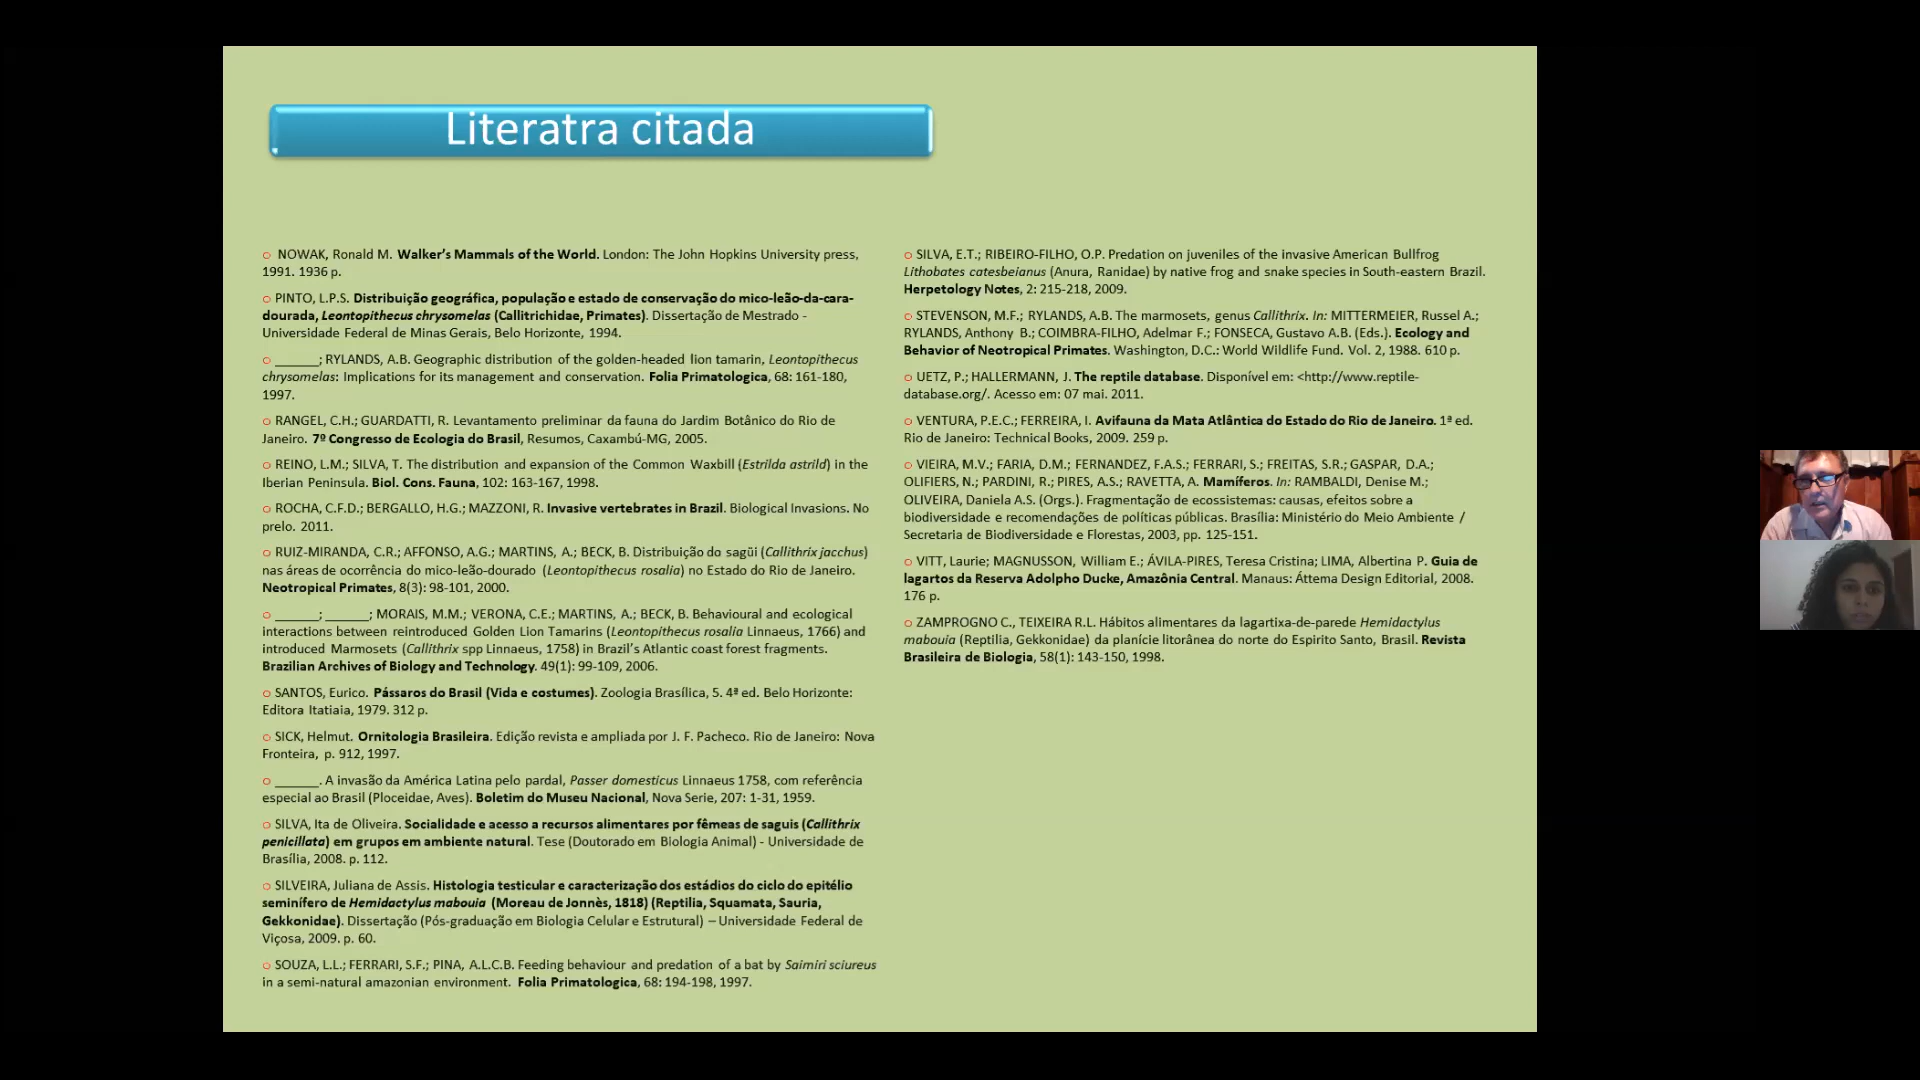 Literatra citada
NOWAK, Ronald M. Walker's Mammals of the World. London: The John Hopkins University press,
1991. 1936 p.
PINTO, L.P.S. Distribuição geográfica, população e estado de conservação do mico-leão-da-cara-
dourada, Leontopithecus chrysomelas (Callitrichidae, Primates). Dissertação de Mestrado -
Universidade Federal de Minas Gerais, Belo Horizonte, 1994.
______; RYLANDS, A.B. Geographic distribution of the golden-headed lion tamarin, Leontopithecus
chrysomelas: Implications for its management and conservation. Folia Primatologica, 68: 161-180,
1997.
RANGEL, C.H.; GUARDATTI, R. Levantamento preliminar da fauna do Jardim Botânico do Rio de
Janeiro. 7º Congresso de Ecologia do Brasil, Resumos, Caxambú-MG, 2005.
REINO, L.M.; SILVA, T. The distribution and expansion of the Common Waxbill (Estrilda astrild) in the
Iberian Peninsula. Biol. Cons. Fauna, 102: 163-167, 1998.
ROCHA, C.F.D.; BERGALLO, H.G.; MAZZONI, R. Invasive vertebrates in Brazil. Biological Invasions. No
prelo. 2011.
RUIZ-MIRANDA, C.R.; AFFONSO, A.G.; MARTINS, A.; BECK, B. Distribuição do sagüi (Callithrix jacchus)
nas áreas de ocorrência do mico-leão-dourado (Leontopithecus rosalia) no Estado do Rio de Janeiro.
Neotropical Primates, 8(3): 98-101, 2000.
______; ______; MORAIS, M.M.; VERONA, C.E.; MARTINS, A.; BECK, B. Behavioural and ecological
interactions between reintroduced Golden Lion Tamarins (Leontopithecus rosalia Linnaeus, 1766) and
introduced Marmosets (Callithrix spp Linnaeus, 1758) in Brazil's Atlantic coast forest fragments.
Brazilian Archives of Biology and Technology. 49(1): 99-109, 2006.
SANTOS, Eurico. Pássaros do Brasil (Vida e costumes). Zoologia Brasílica, 5. 4ª ed. Belo Horizonte:
Editora Itatiaia, 1979. 312 p.
SICK, Helmut. Ornitologia Brasileira. Edição revista e ampliada por J. F. Pacheco. Rio de Janeiro: Nova
Fronteira, p. 912, 1997.
______. A invasão da América Latina pelo pardal, Passer domesticus Linnaeus 1758, com referência
especial ao Brasil (Ploceidae, Aves). Boletim do Museu Nacional, Nova Serie, 207: 1-31, 1959.
SILVA, Ita de Oliveira. Socialidade e acesso a recursos alimentares por fêmeas de saguis (Callithrix
penicillata) em grupos em ambiente natural. Tese (Doutorado em Biologia Animal) - Universidade de
Brasília, 2008. p. 112.
SILVEIRA, Juliana de Assis. Histologia testicular e caracterização dos estádios do ciclo do epitélio
seminífero de Hemidactylus mabouia (Moreau de Jonnès, 1818) (Reptilia, Squamata, Sauria,
Gekkonidae). Dissertação (Pós-graduação em Biologia Celular e Estrutural) – Universidade Federal de
Viçosa, 2009. p. 60.
SOUZA, L.L.; FERRARI, S.F.; PINA, A.L.C.B. Feeding behaviour and predation of a bat by Saimiri sciureus
in a semi-natural amazonian environment. Folia Primatologica, 68: 194-198, 1997.
SILVA, E.T.; RIBEIRO-FILHO, O.P. Predation on juveniles of the invasive American Bullfrog
Lithobates catesbeianus (Anura, Ranidae) by native frog and snake species in South-eastern Brazil.
Herpetology Notes, 2: 215-218, 2009.
STEVENSON, M.F.; RYLANDS, A.B. The marmosets, genus Callithrix. In: MITTERMEIER, Russel A.;
RYLANDS, Anthony B.; COIMBRA-FILHO, Adelmar F.; FONSECA, Gustavo A.B. (Eds.). Ecology and
Behavior of Neotropical Primates. Washington, D.C.: World Wildlife Fund. Vol. 2, 1988. 610 p.
UETZ, P.; HALLERMANN, J. The reptile database. Disponível em: <http://www.reptile-
database.org/. Acesso em: 07 mai. 2011.
VENTURA, P.E.C.; FERREIRA, I. Avifauna da Mata Atlântica do Estado do Rio de Janeiro. 1ª ed.
Rio de Janeiro: Technical Books, 2009. 259 p.
VIEIRA, M.V.; FARIA, D.M.; FERNANDEZ, F.A.S.; FERRARI, S.; FREITAS, S.R.; GASPAR, D.A.;
OLIFIERS, N.; PARDINI, R.; PIRES, A.S.; RAVETTA, A. Mamíferos. In: RAMBALDI, Denise M.;
OLIVEIRA, Daniela A.S. (Orgs.). Fragmentação de ecossistemas: causas, efeitos sobre a
biodiversidade e recomendações de políticas públicas. Brasília: Ministério do Meio Ambiente /
Secretaria de Biodiversidade e Florestas, 2003, pp. 125-151.
VITT, Laurie; MAGNUSSON, William E.; ÁVILA-PIRES, Teresa Cristina; LIMA, Albertina P. Guia de
lagartos da Reserva Adolpho Ducke, Amazônia Central. Manaus: Áttema Design Editorial, 2008.
176 p.
ZAMPROGNO C., TEIXEIRA R.L. Hábitos alimentares da lagartixa-de-parede Hemidactylus
mabouia (Reptilia, Gekkonidae) da planície litorânea do norte do Espirito Santo, Brasil. Revista
Brasileira de Biologia, 58(1): 143-150, 1998.